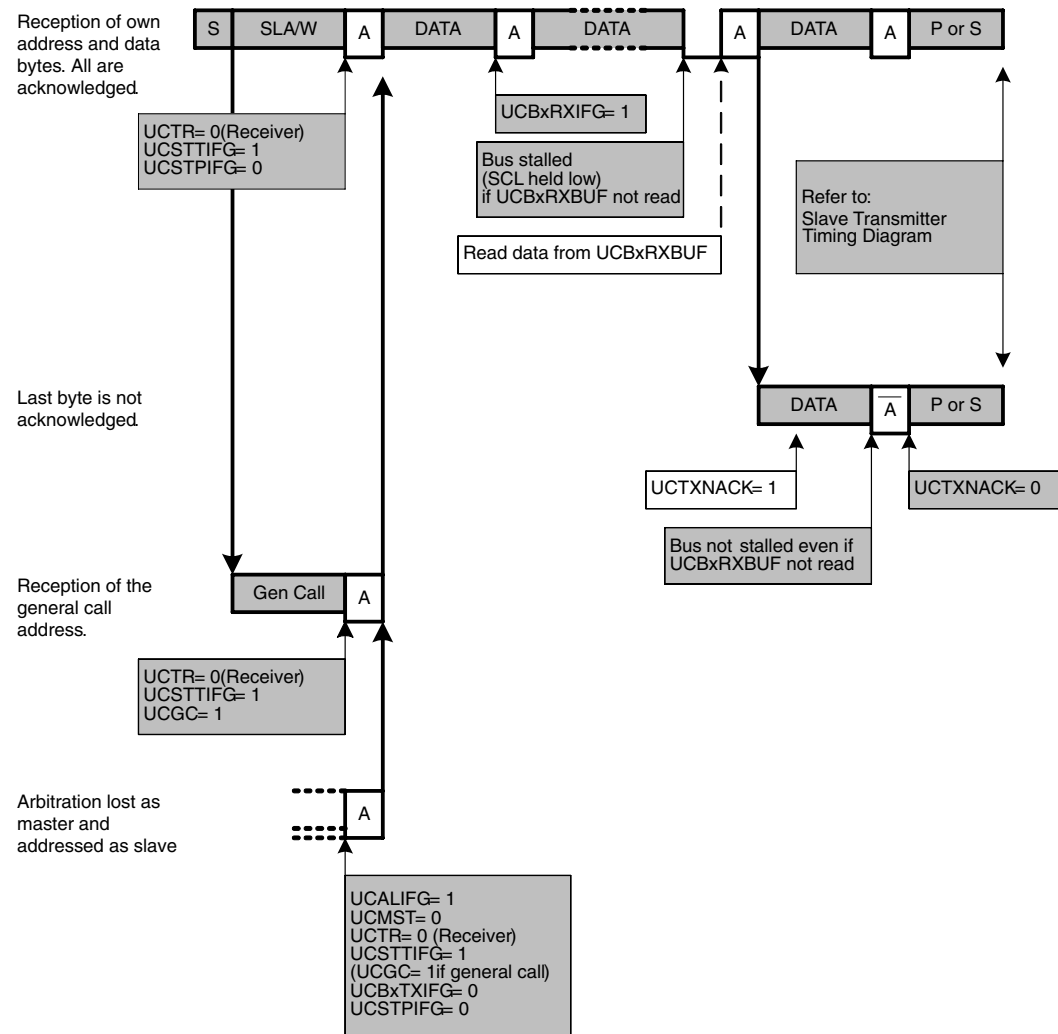 Reception of own
address and data
bytes. All are
acknowledged.
S SLA/W A DATA A DATA A DATA A P or S
UCTR= 0(Receiver)
UCSTTIFG= 1
UCSTPIFG= 0
UCBxRXIFG= 1
Bus stalled
(SCL held low)
if UCBxRXBUF not read
Read data from UCBxRXBUF
Refer to:
Slave Transmitter
Timing Diagram
Last byte is not
acknowledged.
DATA A P or S
UCTXNACK= 1
UCTXNACK= 0
Bus not stalled even if
UCBxRXBUF not read
Reception of the
general call
address.
Gen Call A
UCTR= 0(Receiver)
UCSTTIFG= 1
UCGC= 1
Arbitration lost as
master and
addressed as slave
A
UCALIFG= 1
UCMST= 0
UCTR= 0 (Receiver)
UCSTTIFG= 1
(UCGC= 1if general call)
UCBxTXIFG= 0
UCSTPIFG= 0